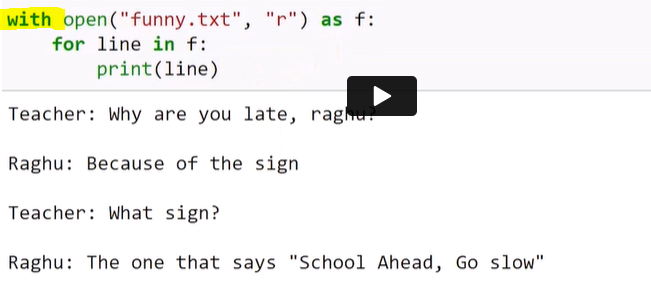 with open("funny.txt", "r") as f:
    for line in f:
        print(line)
Teacher: Why are you late, raghu?
Raghu: Because of the sign
Teacher: What sign?
Raghu: The one that says "School Ahead, Go slow"